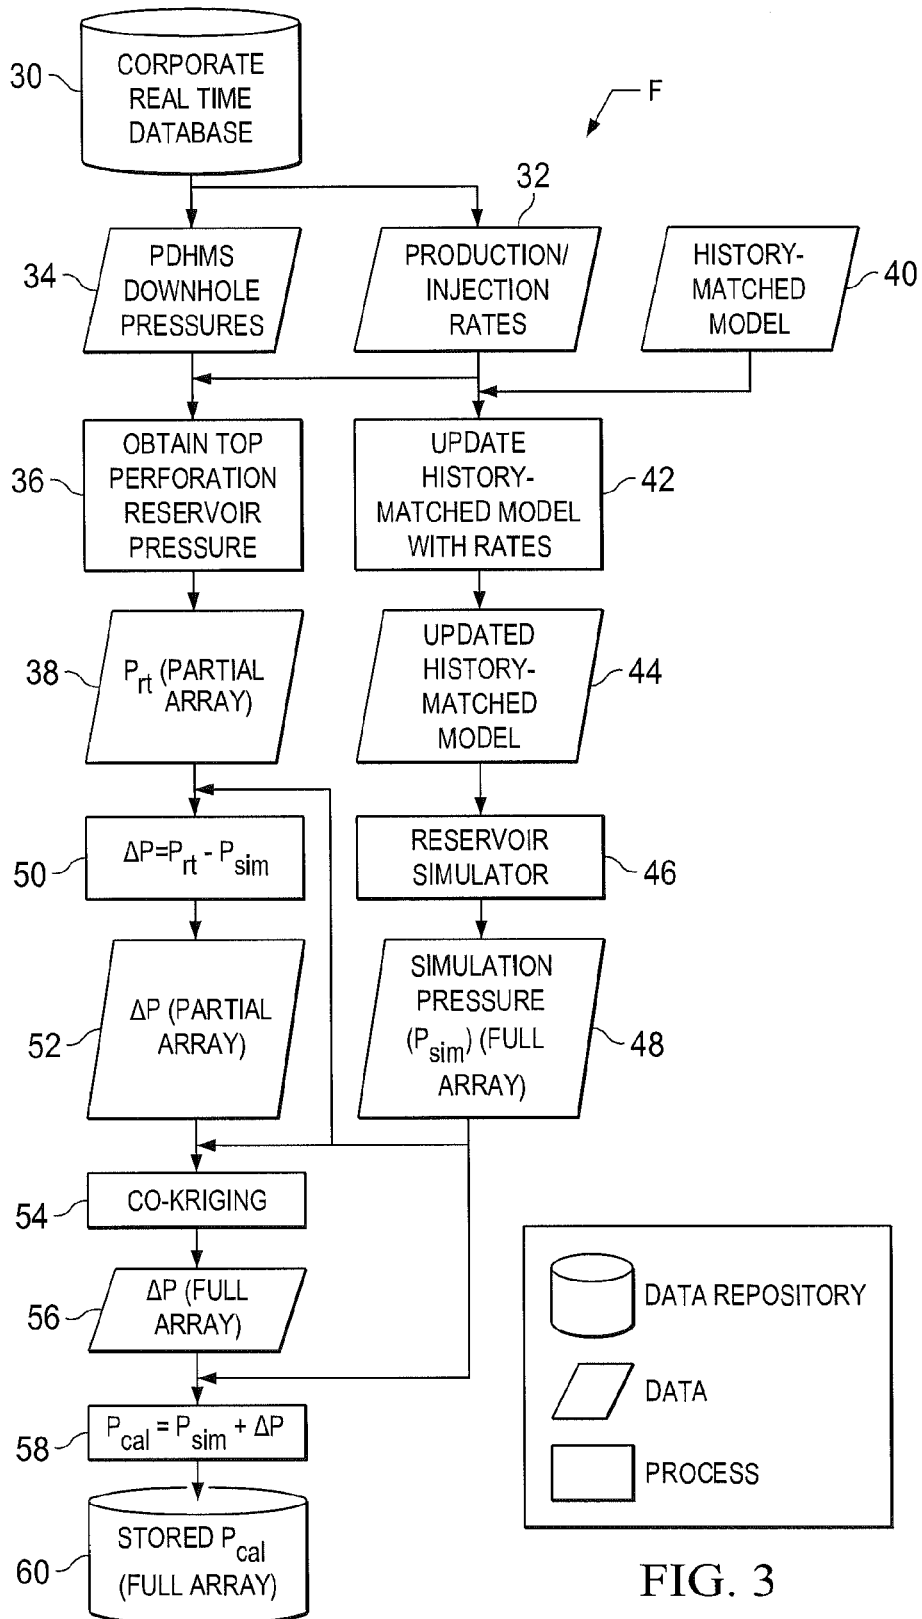 30
CORPORATE
REAL TIME
DATABASE
F
32
34
PDHMS
DOWNHOLE
PRESSURES
PRODUCTION/
INJECTION
RATES
HISTORY-
MATCHED
MODEL
40
36
OBTAIN TOP
PERFORATION
RESERVOIR
PRESSURE
UPDATE
HISTORY-
MATCHED MODEL
WITH RATES
42
38
Prt (PARTIAL
ARRAY)
UPDATED
HISTORY-
MATCHED
MODEL
44
50
ΔP=Prt - Psim
RESERVOIR
SIMULATOR
46
52
ΔP (PARTIAL
ARRAY)
SIMULATION
PRESSURE
(Psim) (FULL
ARRAY)
48
54
CO-KRIGING
56
ΔP (FULL
ARRAY)
58
Pcal = Psim + ΔP
60
STORED Pcal
(FULL ARRAY)
DATA REPOSITORY
DATA
PROCESS
FIG. 3